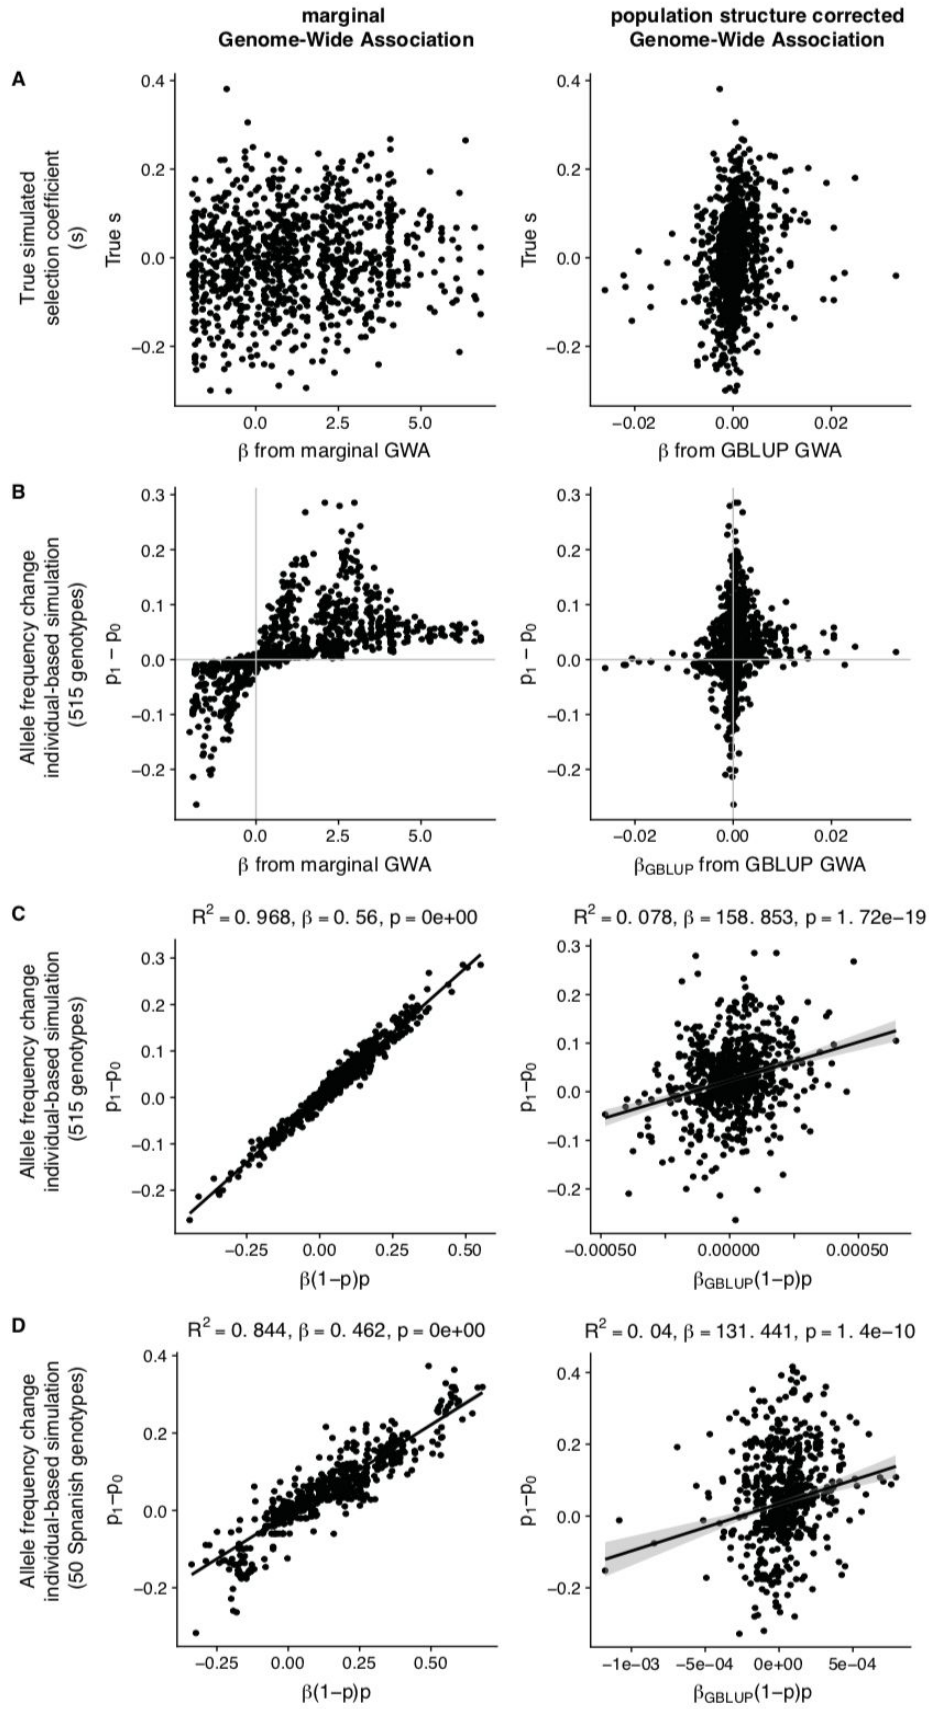 marginal
Genome-Wide Association
population structure corrected
Genome-Wide Association
A
True simulated
selection coefficient
(s)
True s
0.4
0.2
0.0
−0.2
0.0 2.5 5.0
β from marginal GWA
True s
0.4
0.2
0.0
−0.2
−0.02 0.00 0.02
β from GBLUP GWA
B
Allele frequency change
individual-based simulation
(515 genotypes)
p₁ − p₀
0.3
0.2
0.1
0.0
−0.1
−0.2
0.0 2.5 5.0
β from marginal GWA
p₁ − p₀
0.3
0.2
0.1
0.0
−0.1
−0.2
−0.02 0.00 0.02
β_GBLUP from GBLUP GWA
C
Allele frequency change
individual-based simulation
(515 genotypes)
R² = 0. 968, β = 0. 56, p = 0e+00
p₁−p₀
0.3
0.2
0.1
0.0
−0.1
−0.2
−0.25 0.00 0.25 0.50
β(1−p)p
R² = 0. 078, β = 158. 853, p = 1. 72e−19
p₁−p₀
0.3
0.2
0.1
0.0
−0.1
−0.2
−0.00050 0.00000 0.00050
β_GBLUP(1−p)p
D
Allele frequency change
individual-based simulation
(50 Spnanish genotypes)
R² = 0. 844, β = 0. 462, p = 0e+00
p₁−p₀
0.4
0.2
0.0
−0.2
−0.25 0.00 0.25 0.50
β(1−p)p
R² = 0. 04, β = 131. 441, p = 1. 4e−10
p₁−p₀
0.4
0.2
0.0
−0.2
−1e−03 −5e−04 0e+00 5e−04
β_GBLUP(1−p)p